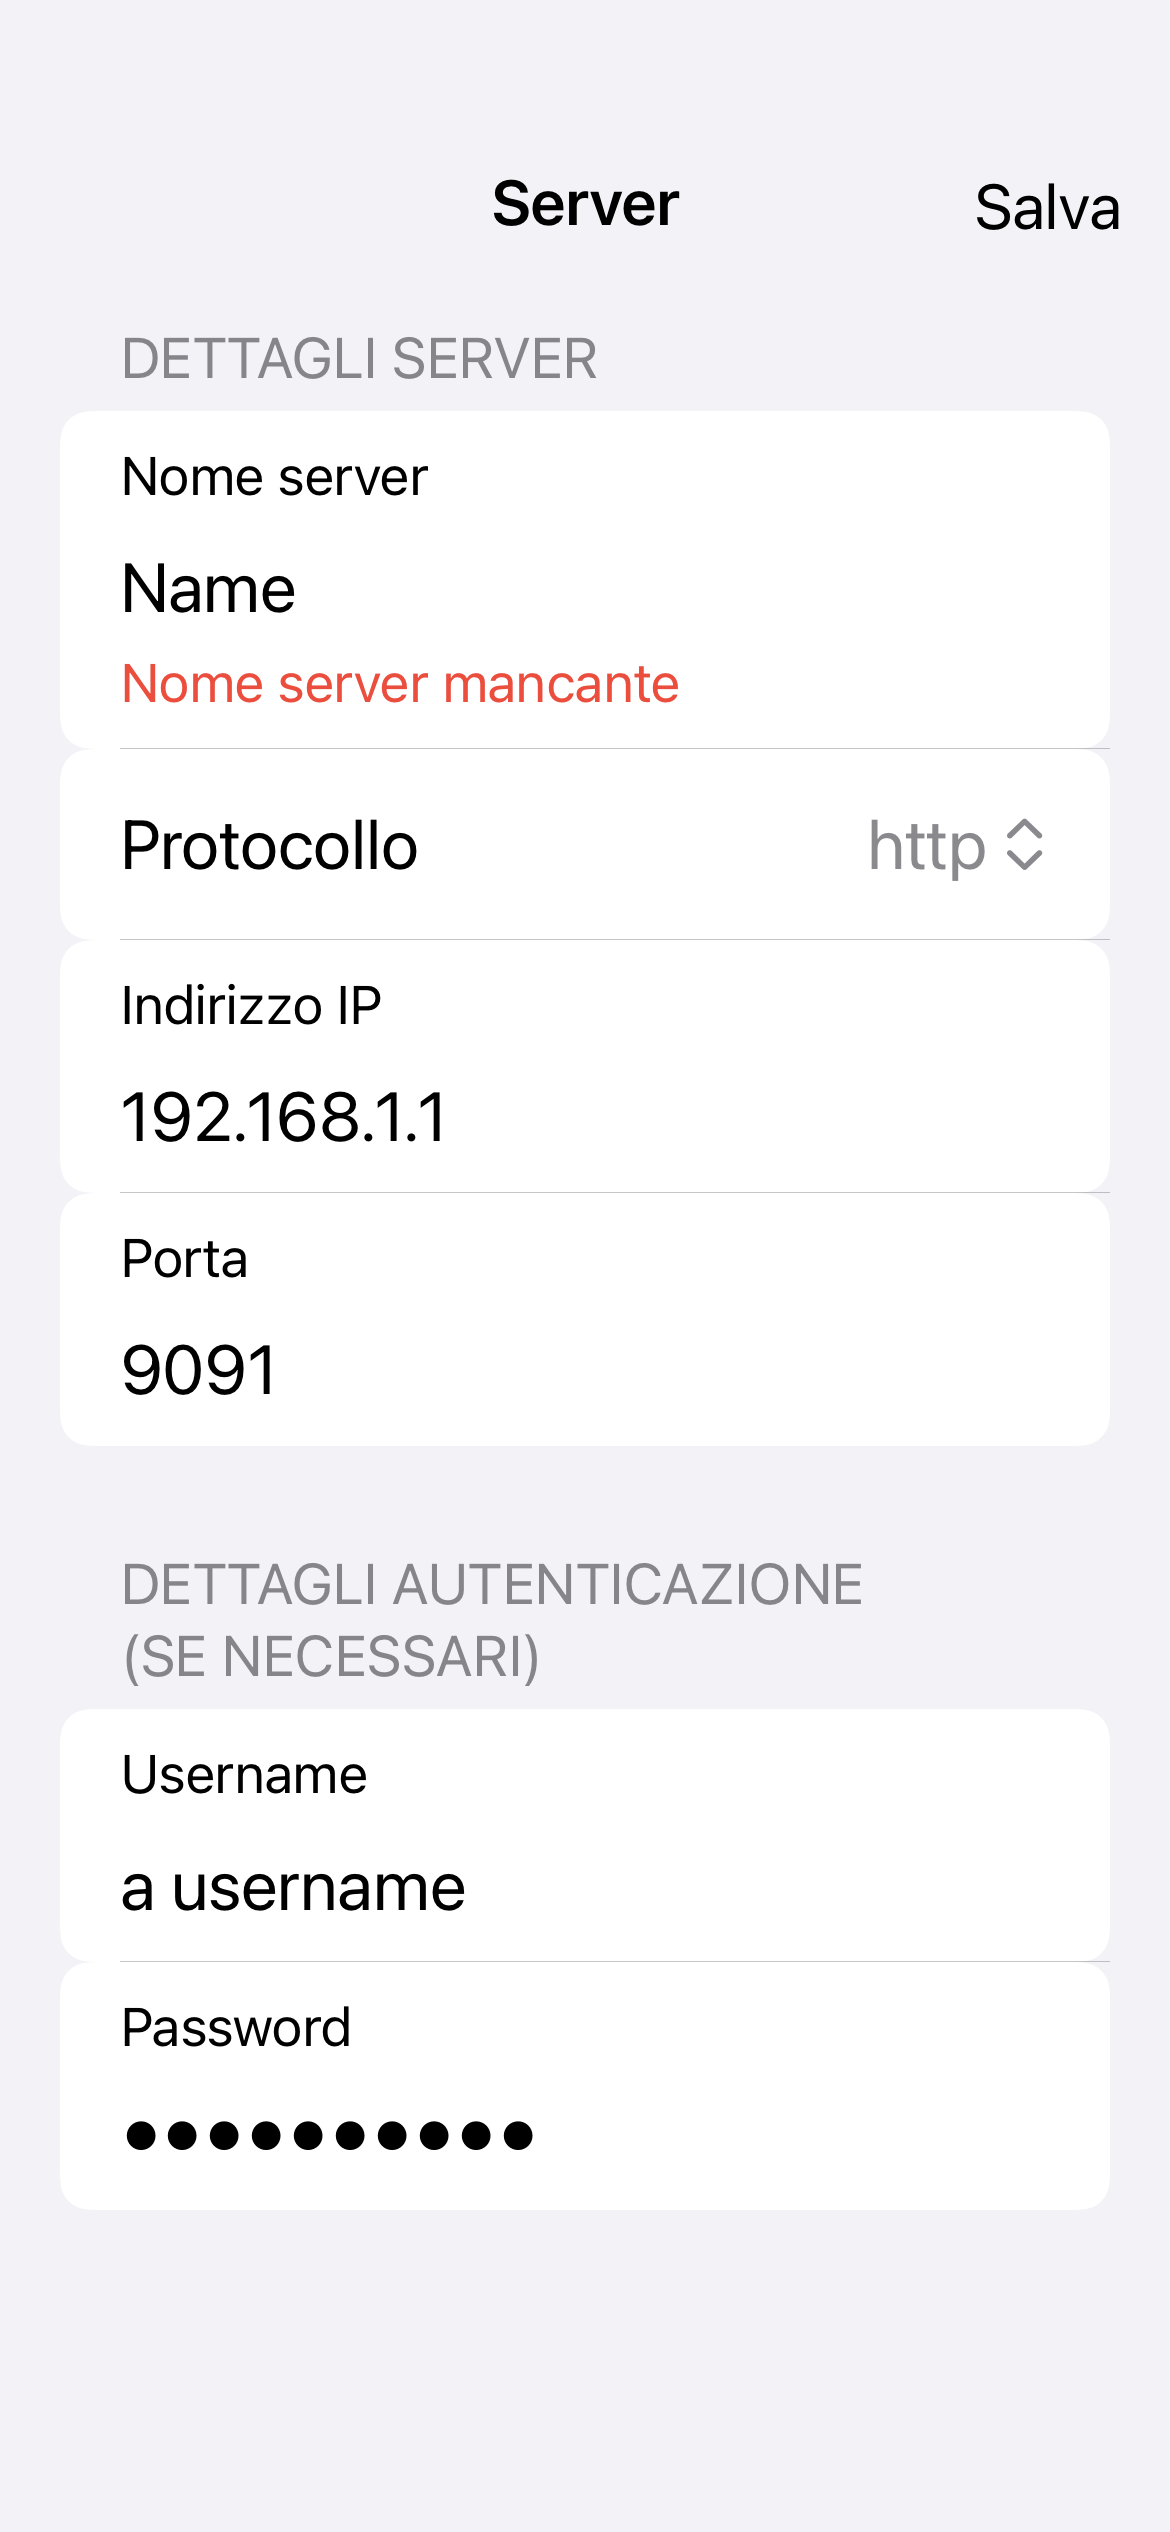 Server
Salva
DETTAGLI SERVER
Nome server
Name
Nome server mancante
Protocollo
http
Indirizzo IP
192.168.1.1
Porta
9091
DETTAGLI AUTENTICAZIONE
(SE NECESSARI)
Username
a username
Password
••••••••••